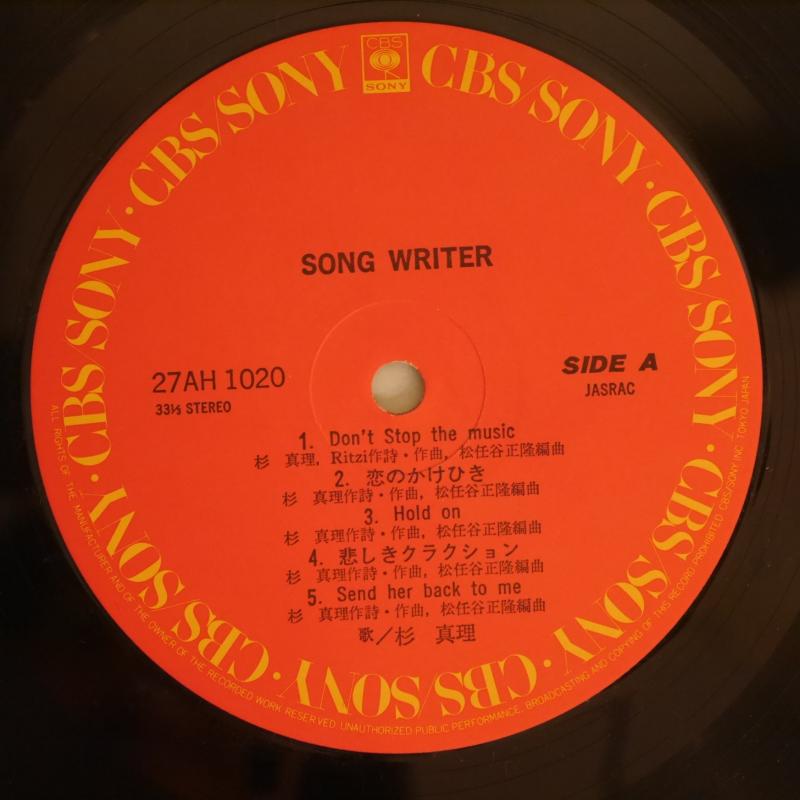 CBS
SONY
CBS/SONY · CBS/SONY · CBS/SONY · CBS/SONY · CBS/SONY · CBS/SONY · CBS/SONY · CBS/SONY
SONG WRITER
27AH 1020
33⅓ STEREO
SIDE A
JASRAC
1. Don't Stop the music
杉 真理, Ritzi作詩・作曲, 松任谷正隆編曲
2. 恋のかけひき
杉 真理作詩・作曲, 松任谷正隆編曲
3. Hold on
杉 真理作詩・作曲, 松任谷正隆編曲
4. 悲しきクラクション
杉 真理作詩・作曲, 松任谷正隆編曲
5. Send her back to me
杉 真理作詩・作曲, 松任谷正隆編曲
歌/杉 真理
ALL RIGHTS OF THE MANUFACTURER AND OF THE OWNER OF THE RECORDED WORK RESERVED. UNAUTHORIZED PUBLIC PERFORMANCE, BROADCASTING AND COPYING OF THIS RECORD PROHIBITED. CBS/SONY INC. TOKYO JAPAN